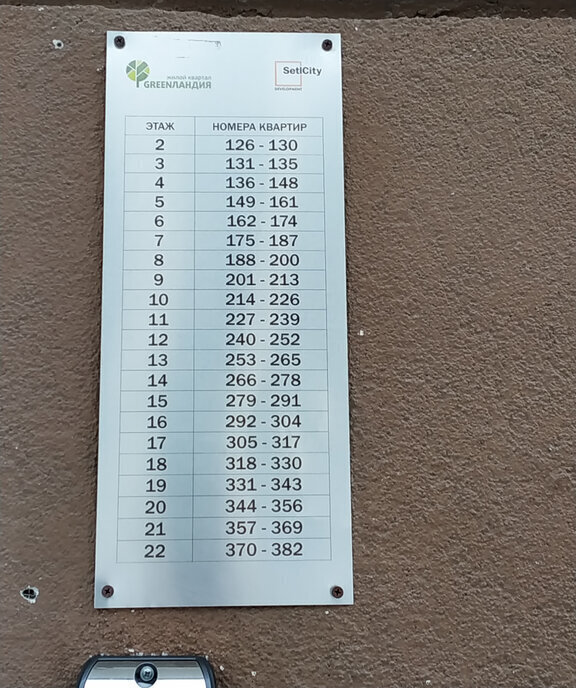 жилой квартал
GREENЛАНДИЯ
SetlCity
DEVELOPMENT
ЭТАЖ НОМЕРА КВАРТИР
2 126 - 130
3 131 - 135
4 136 - 148
5 149 - 161
6 162 - 174
7 175 - 187
8 188 - 200
9 201 - 213
10 214 - 226
11 227 - 239
12 240 - 252
13 253 - 265
14 266 - 278
15 279 - 291
16 292 - 304
17 305 - 317
18 318 - 330
19 331 - 343
20 344 - 356
21 357 - 369
22 370 - 382